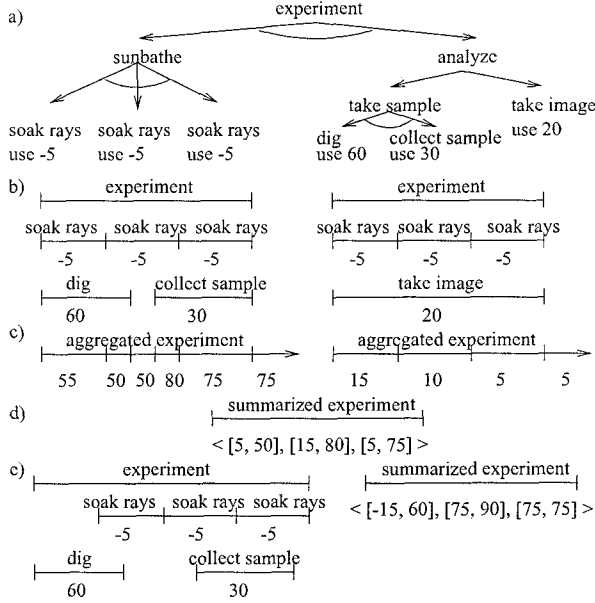 a)
experiment
sunbathe
analyze
soak rays use -5
soak rays use -5
soak rays use -5
take sample
take image use 20
dig use 60
collect sample use 30
b)
experiment
soak rays soak rays soak rays
-5 -5 -5
dig collect sample
60 30
experiment
soak rays soak rays soak rays
-5 -5 -5
take image
20
c)
aggregated experiment
55 50 50 80 75 75
aggregated experiment
15 10 5 5
d)
summarized experiment
< [5, 50], [15, 80], [5, 75] >
e)
experiment
soak rays soak rays soak rays
-5 -5 -5
dig collect sample
60 30
summarized experiment
< [-15, 60], [75, 90], [75, 75] >